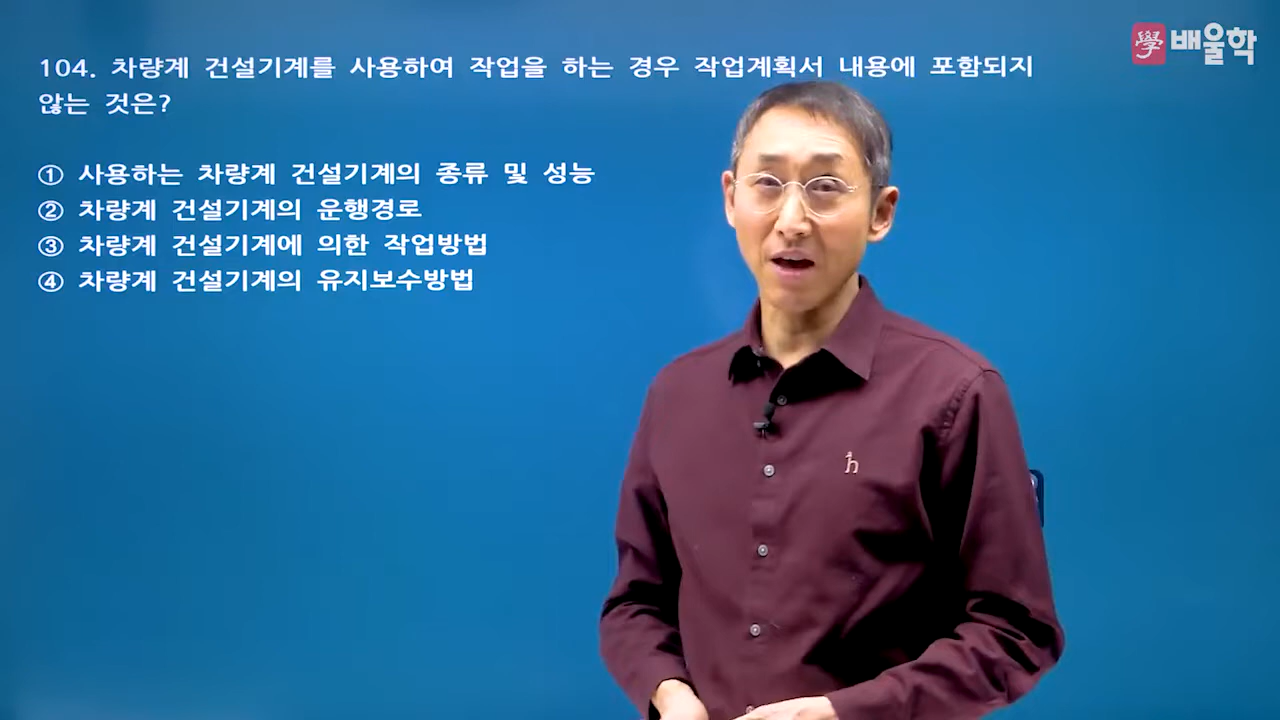 學 배울학
104. 차량계 건설기계를 사용하여 작업을 하는 경우 작업계획서 내용에 포함되지
않는 것은?
① 사용하는 차량계 건설기계의 종류 및 성능
② 차량계 건설기계의 운행경로
③ 차량계 건설기계에 의한 작업방법
④ 차량계 건설기계의 유지보수방법
h